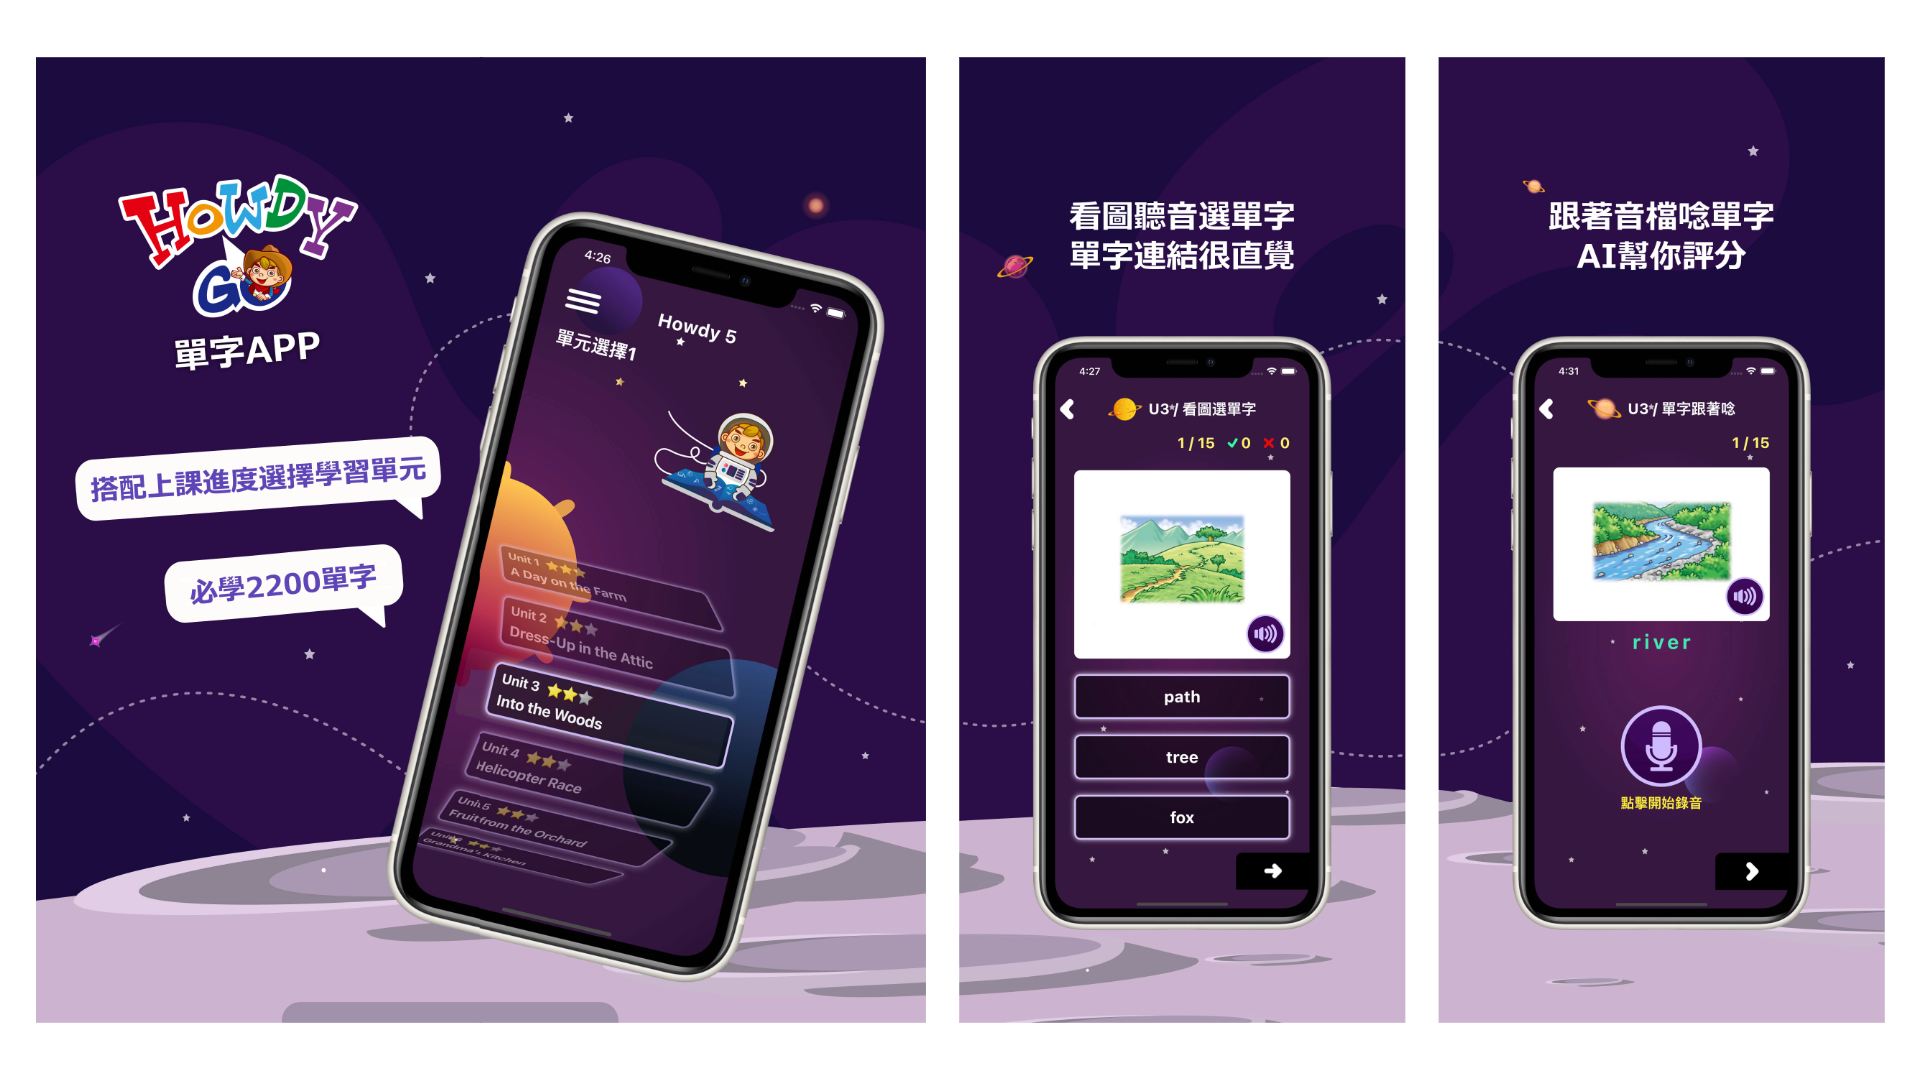 HOWDY
GO
單字APP
搭配上課進度選擇學習單元
必學2200單字
4:26
Howdy 5
單元選擇1
Unit 1
A Day on the Farm
Unit 2
Dress-Up in the Attic
Unit 3
Into the Woods
Unit 4
Helicopter Race
Unit 5
Fruit from the Orchard
Grandma's Kitchen
看圖聽音選單字
單字連結很直覺
4:27
U3 / 看圖選單字
1 / 15 0 0
path
tree
fox
跟著音檔唸單字
AI幫你評分
4:31
U3 / 單字跟著唸
1 / 15
river
點擊開始錄音